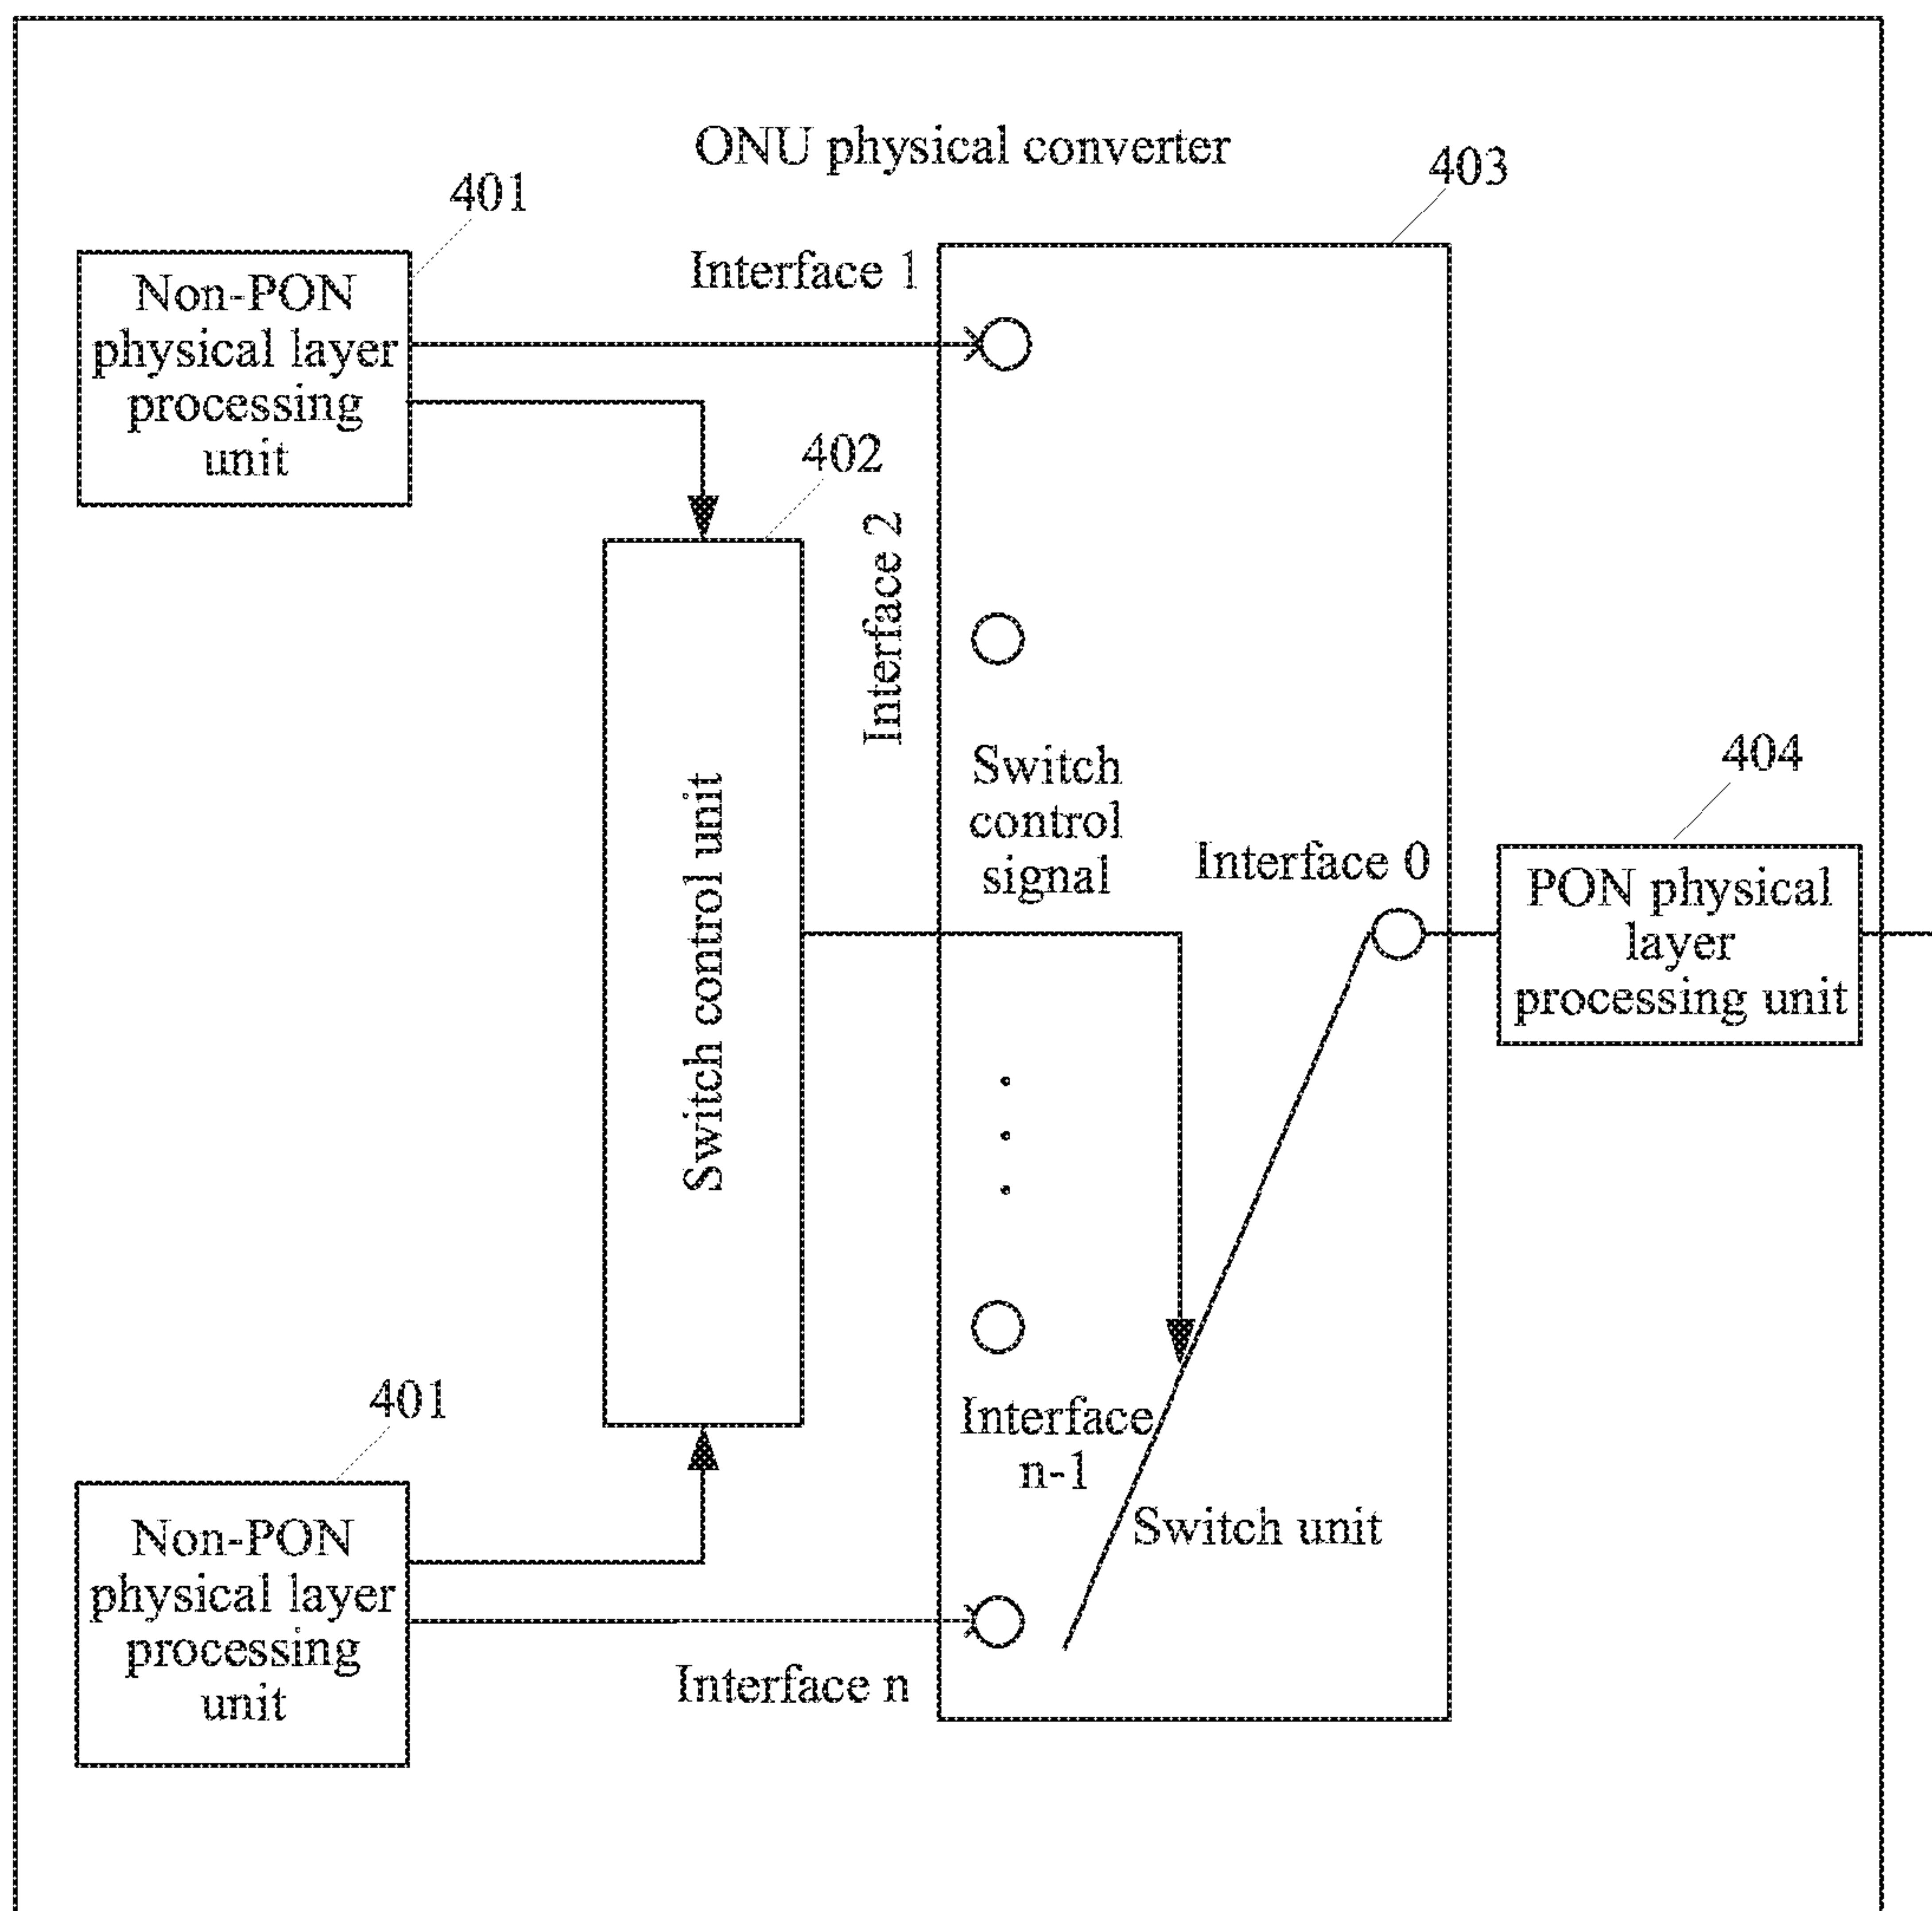 ONU physical converter
403
401
Interface 1
Non-PON
physical layer
processing
unit
402
Interface 2
Switch
control
signal
404
Interface 0
PON physical
layer
processing unit
Switch control unit
401
Interface
n-1
Switch unit
Non-PON
physical layer
processing
unit
Interface n